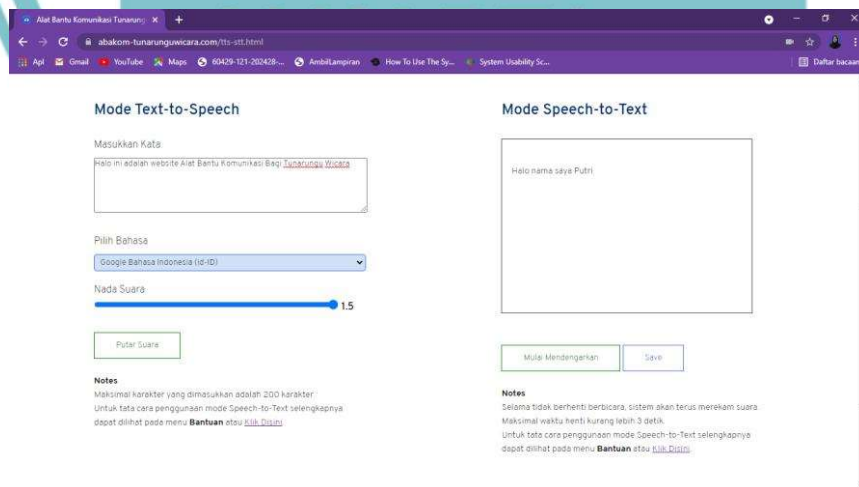 Alat Bantu Komunikasi Tunarung
abakom-tunarunguwicara.com/tts-stt.html
Apl Gmail YouTube Maps 60429-121-202428-... AmbilLampiran How To Use The Sy... System Usability Sc... Daftar bacaan
Mode Text-to-Speech
Masukkan Kata
Halo ini adalah website Alat Bantu Komunikasi Bagi Tunarungu Wicara
Pilih Bahasa
Google Bahasa Indonesia (id-ID)
Nada Suara
1.5
Putar Suara
Notes
Maksimal karakter yang dimasukkan adalah 200 karakter
Untuk tata cara penggunaan mode Speech-to-Text selengkapnya
dapat dilihat pada menu Bantuan atau Klik Disini
Mode Speech-to-Text
Halo nama saya Putri
Mulai Mendengarkan Save
Notes
Selama tidak berhenti berbicara, sistem akan terus merekam suara
Maksimal waktu henti kurang lebih 3 detik.
Untuk tata cara penggunaan mode Speech-to-Text selengkapnya
dapat dilihat pada menu Bantuan atau Klik Disini